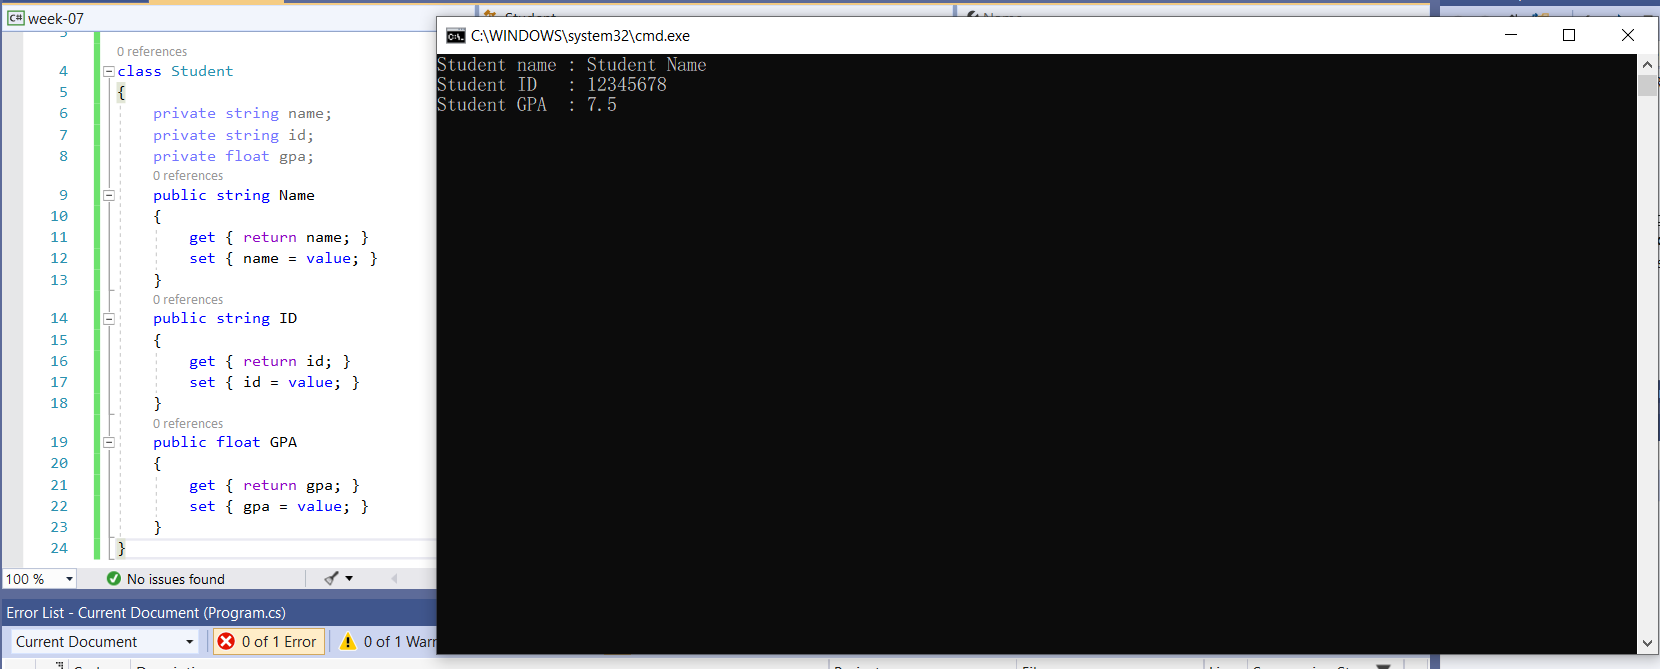 C# week-07
0 references
4 class Student
5 {
6 private string name;
7 private string id;
8 private float gpa;
0 references
9 public string Name
10 {
11 get { return name; }
12 set { name = value; }
13 }
0 references
14 public string ID
15 {
16 get { return id; }
17 set { id = value; }
18 }
0 references
19 public float GPA
20 {
21 get { return gpa; }
22 set { gpa = value; }
23 }
24 }
100 %
No issues found
Error List - Current Document (Program.cs)
Current Document
0 of 1 Error
0 of 1 Warn
C:\WINDOWS\system32\cmd.exe
Student name : Student Name
Student ID   : 12345678
Student GPA  : 7.5